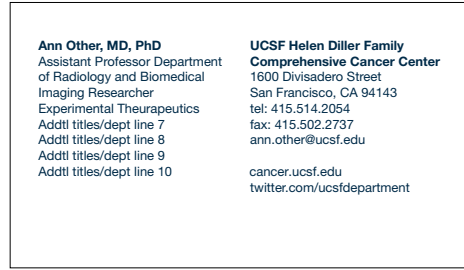 Ann Other, MD, PhD
Assistant Professor Department
of Radiology and Biomedical
Imaging Researcher
Experimental Theurapeutics
Addtl titles/dept line 7
Addtl titles/dept line 8
Addtl titles/dept line 9
Addtl titles/dept line 10
UCSF Helen Diller Family
Comprehensive Cancer Center
1600 Divisadero Street
San Francisco, CA 94143
tel: 415.514.2054
fax: 415.502.2737
ann.other@ucsf.edu
cancer.ucsf.edu
twitter.com/ucsfdepartment